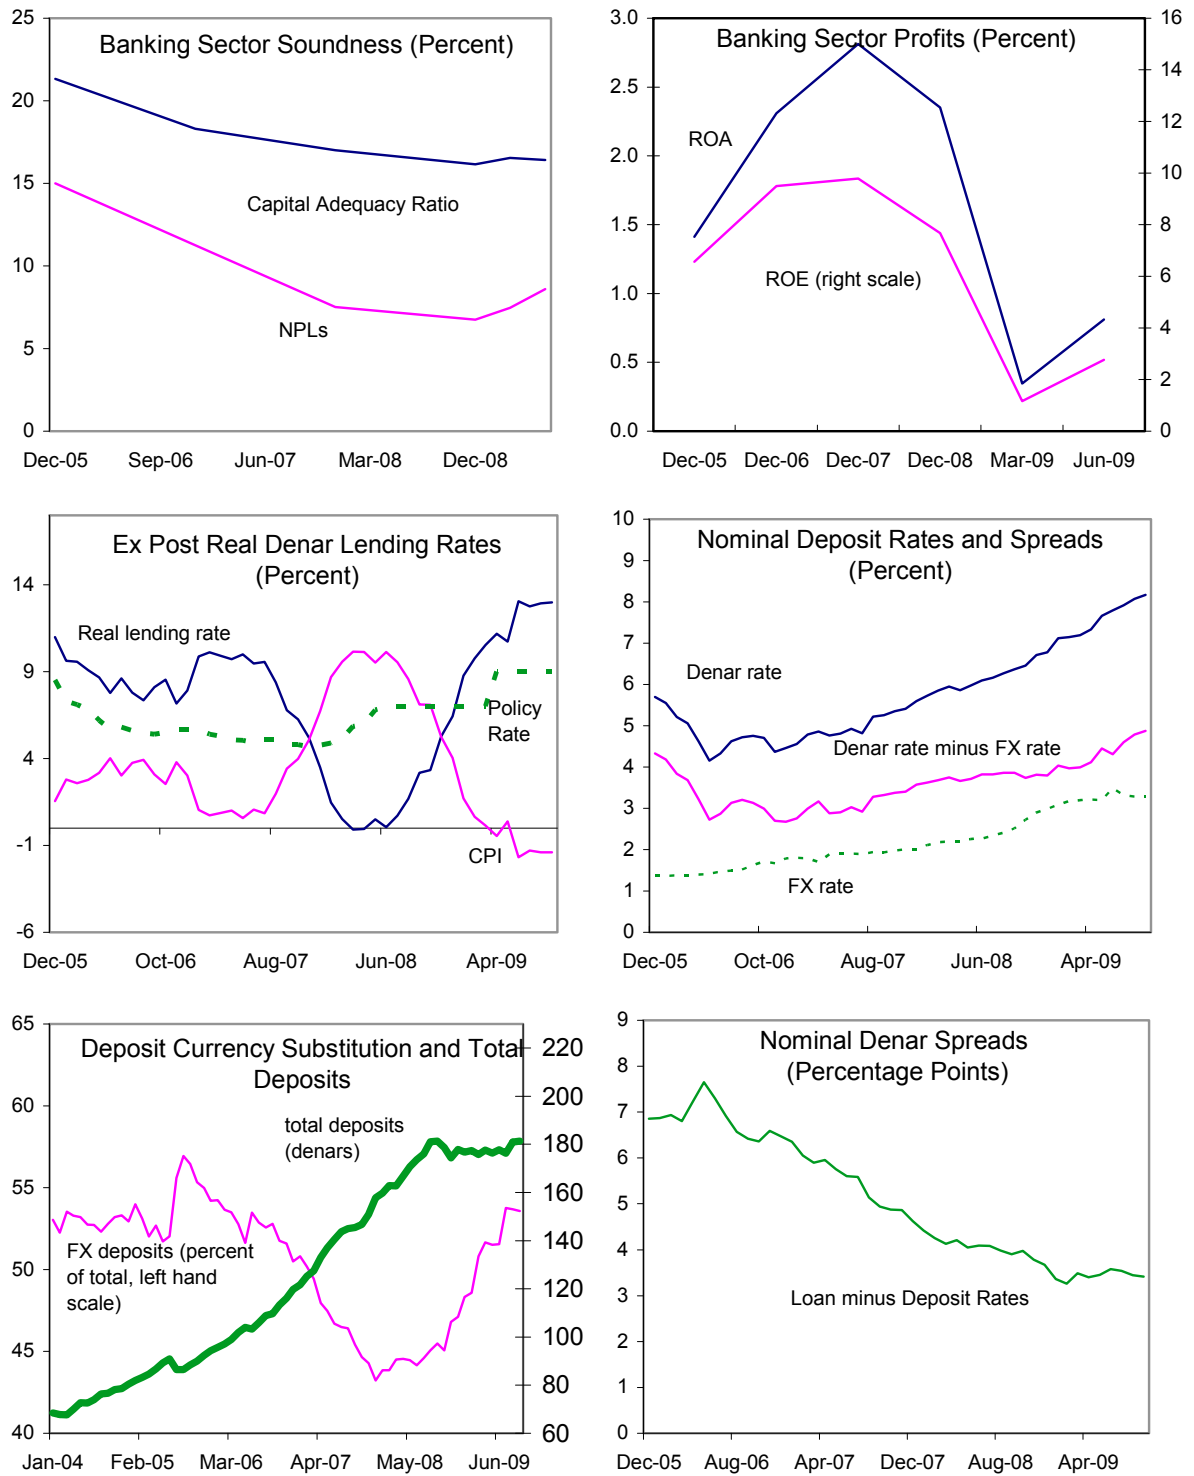 Banking Sector Soundness (Percent)
25
20
15
10
5
0
Capital Adequacy Ratio
NPLs
Dec-05 Sep-06 Jun-07 Mar-08 Dec-08
Banking Sector Profits (Percent)
3.0
2.5
2.0
1.5
1.0
0.5
0.0
16
14
12
10
8
6
4
2
0
ROA
ROE (right scale)
Dec-05 Dec-06 Dec-07 Dec-08 Mar-09 Jun-09
Ex Post Real Denar Lending Rates
(Percent)
14
9
4
-1
-6
Real lending rate
Policy
Rate
CPI
Dec-05 Oct-06 Aug-07 Jun-08 Apr-09
Nominal Deposit Rates and Spreads
(Percent)
10
9
8
7
6
5
4
3
2
1
0
Denar rate
Denar rate minus FX rate
FX rate
Dec-05 Oct-06 Aug-07 Jun-08 Apr-09
Deposit Currency Substitution and Total
Deposits
65
60
55
50
45
40
220
200
180
160
140
120
100
80
60
total deposits
(denars)
FX deposits (percent
of total, left hand
scale)
Jan-04 Feb-05 Mar-06 Apr-07 May-08 Jun-09
Nominal Denar Spreads
(Percentage Points)
9
8
7
6
5
4
3
2
1
0
Loan minus Deposit Rates
Dec-05 Aug-06 Apr-07 Dec-07 Aug-08 Apr-09